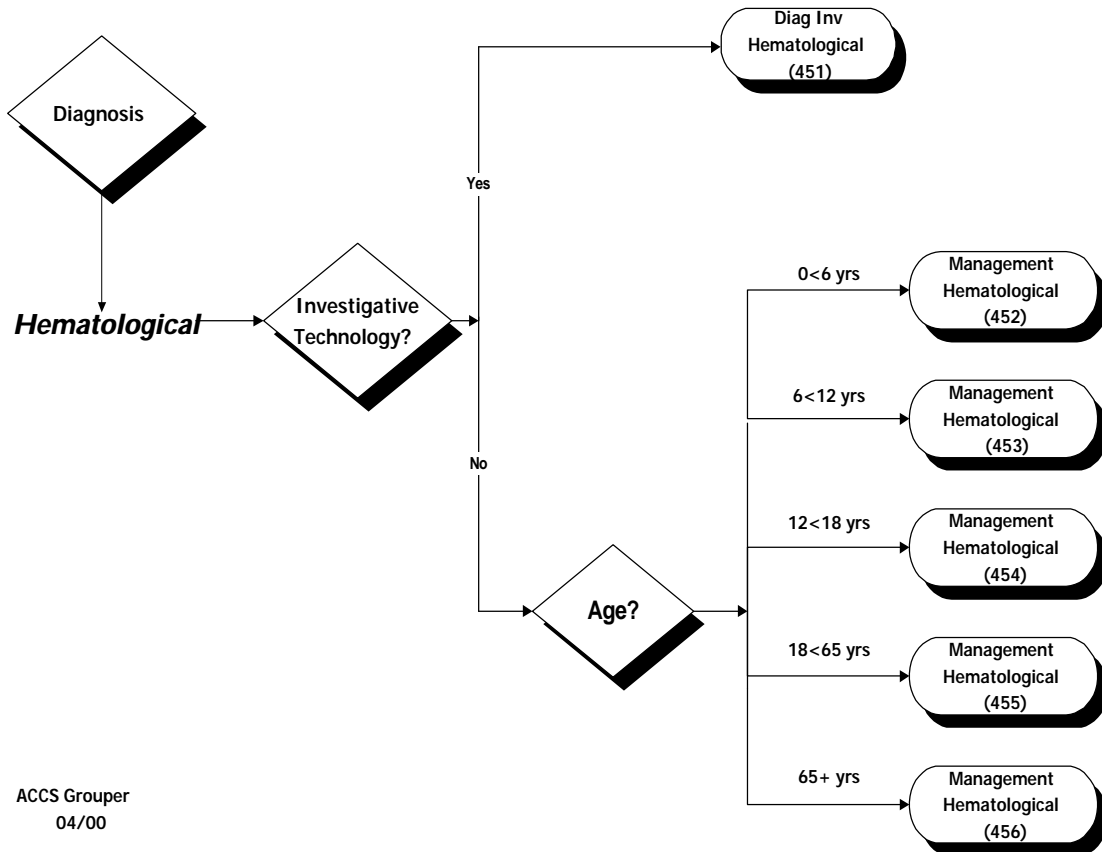 Diag Inv
Hematological
(451)
Diagnosis
Yes
Hematological
Investigative
Technology?
0<6 yrs
Management
Hematological
(452)
6<12 yrs
Management
Hematological
(453)
No
12<18 yrs
Management
Hematological
(454)
Age?
18<65 yrs
Management
Hematological
(455)
65+ yrs
Management
Hematological
(456)
ACCS Grouper
04/00